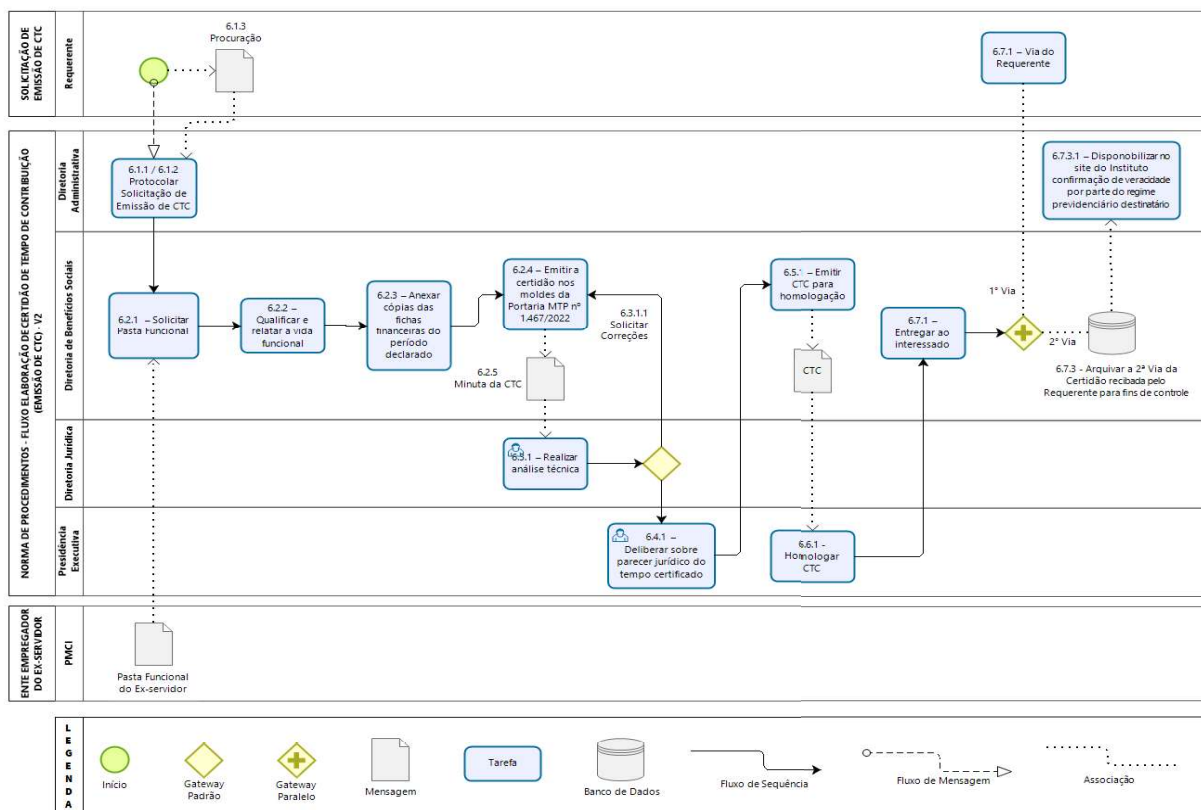 SOLICITAÇÃO DE
EMISSÃO DE CTC
Requerente
6.1.3
Procuração
6.7.1 – Via do
Requerente
NORMA DE PROCEDIMENTOS - FLUXO ELABORAÇÃO DE CERTIDÃO DE TEMPO DE CONTRIBUIÇÃO
(EMISSÃO DE CTC) - V2
Diretoria
Administrativa
6.1.1 / 6.1.2
Protocolar
Solicitação de
Emissão de CTC
6.7.3.1 – Disponobilizar no
site do Instituto
confirmação de veracidade
por parte do regime
previdenciário destinatário
Diretoria de Benefícios Sociais
6.2.1 – Solicitar
Pasta Funcional
6.2.2 –
Qualificar e
relatar a vida
funcional
6.2.3 – Anexar
cópias das
fichas
financeiras do
período
declarado
6.2.4 – Emitir a
certidão nos
moldes da
Portaria MTP nº
1.467/2022
6.3.1.1
Solicitar
Correções
6.2.5
Minuta da CTC
6.5.1 – Emitir
CTC para
homologação
CTC
6.7.1 –
Entregar ao
interessado
1ª Via
2ª Via
6.7.3 - Arquivar a 2ª Via da
Certidão recibada pelo
Requerente para fins de controle
Diretoria Jurídica
6.3.1 – Realizar
análise técnica
Presidência
Executiva
6.4.1 –
Deliberar sobre
parecer jurídico do
tempo certificado
6.6.1 -
Homologar
CTC
ENTE EMPREGADOR
DO EX-SERVIDOR
PMCI
Pasta Funcional
do Ex-servidor
LEGENDA
Início
Gateway
Padrão
Gateway
Paralelo
Mensagem
Tarefa
Banco de Dados
Fluxo de Sequência
Fluxo de Mensagem
Associação